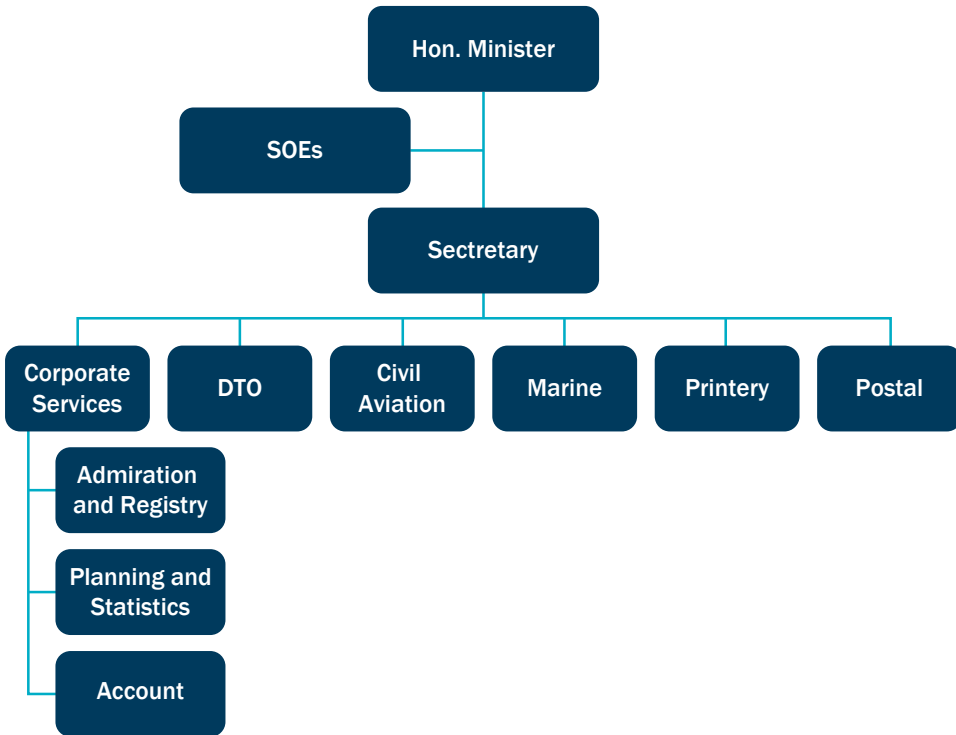 Hon. Minister
SOEs
Sectretary
Corporate
Services
DTO
Civil
Aviation
Marine
Printery
Postal
Admiration
and Registry
Planning and
Statistics
Account